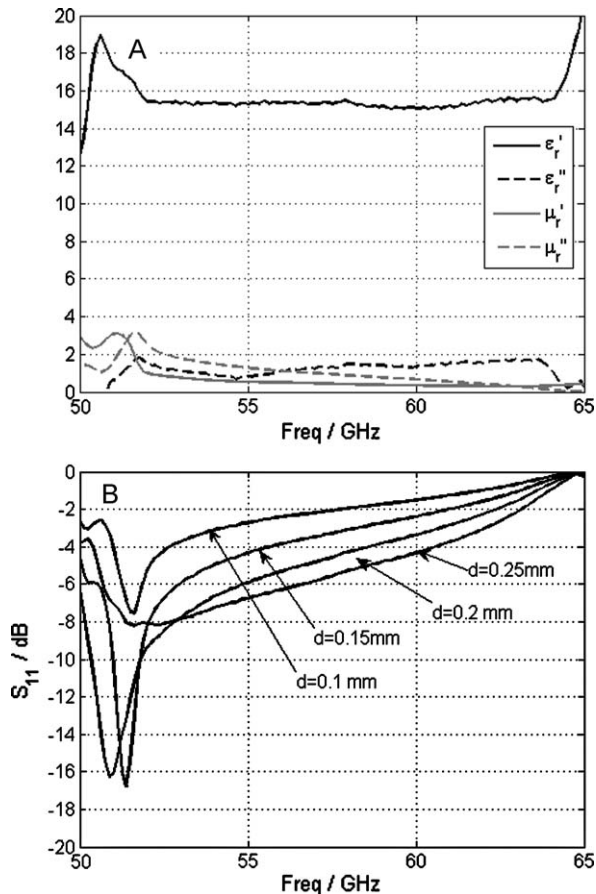 20
18
16
14
12
10
8
6
4
2
0
A
εr'
εr"
μr'
μr"
50 55 60 65
Freq / GHz
0
-2
-4
-6
-8
-10
-12
-14
-16
-18
-20
S11 / dB
B
d=0.25mm
d=0.2 mm
d=0.15mm
d=0.1 mm
50 55 60 65
Freq / GHz